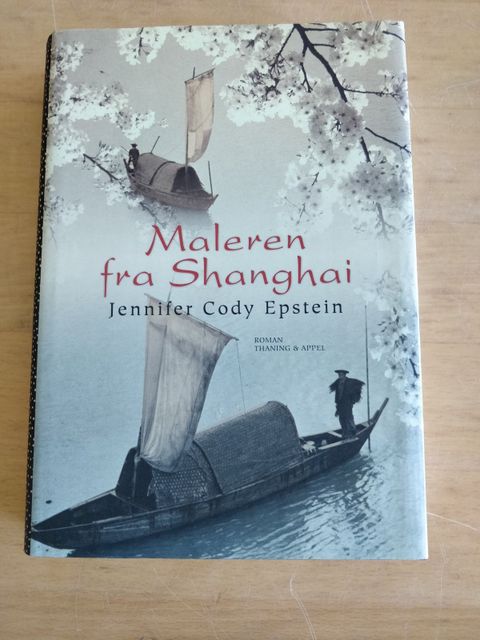 Maleren
fra Shanghai
Jennifer Cody Epstein
ROMAN
THANING & APPEL